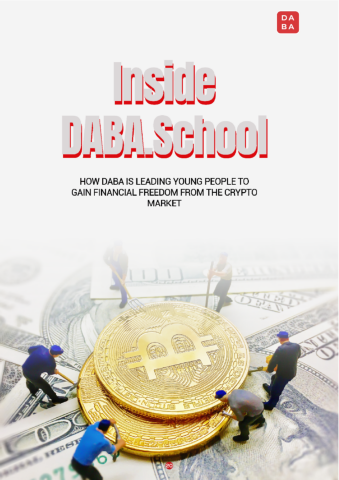 DA
BA
Inside
DABA.School
HOW DABA IS LEADING YOUNG PEOPLE TO
GAIN FINANCIAL FREEDOM FROM THE CRYPTO
MARKET